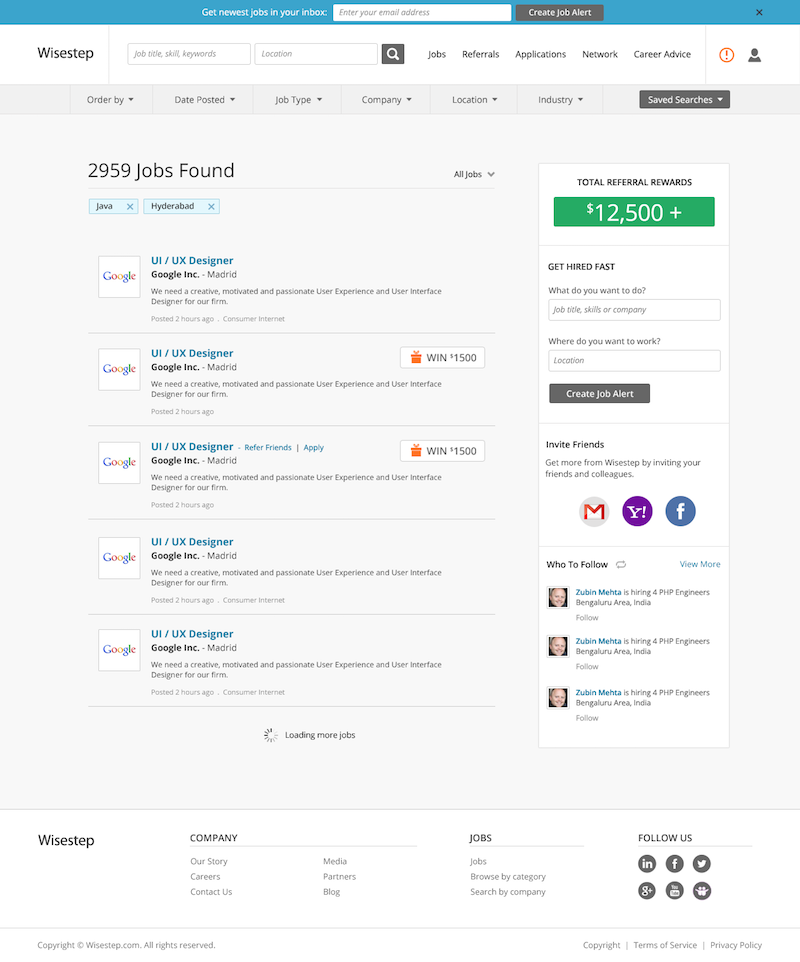 Get newest jobs in your inbox: Enter your email address Create Job Alert ✕
Wisestep Job title, skill, keywords Location Jobs Referrals Applications Network Career Advice
Order by Date Posted Job Type Company Location Industry Saved Searches
2959 Jobs Found
All Jobs
Java ✕ Hyderabad ✕
Google
UI / UX Designer
Google Inc. - Madrid
We need a creative, motivated and passionate User Experience and User Interface
Designer for our firm.
Posted 2 hours ago . Consumer Internet
Google
UI / UX Designer
WIN $1500
Google Inc. - Madrid
We need a creative, motivated and passionate User Experience and User Interface
Designer for our firm.
Posted 2 hours ago
Google
UI / UX Designer - Refer Friends | Apply
WIN $1500
Google Inc. - Madrid
We need a creative, motivated and passionate User Experience and User Interface
Designer for our firm.
Posted 2 hours ago
Google
UI / UX Designer
Google Inc. - Madrid
We need a creative, motivated and passionate User Experience and User Interface
Designer for our firm.
Posted 2 hours ago . Consumer Internet
Google
UI / UX Designer
Google Inc. - Madrid
We need a creative, motivated and passionate User Experience and User Interface
Designer for our firm.
Posted 2 hours ago . Consumer Internet
Loading more jobs
TOTAL REFERRAL REWARDS
$12,500 +
GET HIRED FAST
What do you want to do?
Job title, skills or company
Where do you want to work?
Location
Create Job Alert
Invite Friends
Get more from Wisestep by inviting your
friends and colleagues.
M Y! f
Who To Follow View More
Zubin Mehta is hiring 4 PHP Engineers
Bengaluru Area, India
Follow
Zubin Mehta is hiring 4 PHP Engineers
Bengaluru Area, India
Follow
Zubin Mehta is hiring 4 PHP Engineers
Bengaluru Area, India
Follow
Wisestep
COMPANY
Our Story Media
Careers Partners
Contact Us Blog
JOBS
Jobs
Browse by category
Search by company
FOLLOW US
in f
g+ You Tube
Copyright © Wisestep.com. All rights reserved.
Copyright | Terms of Service | Privacy Policy